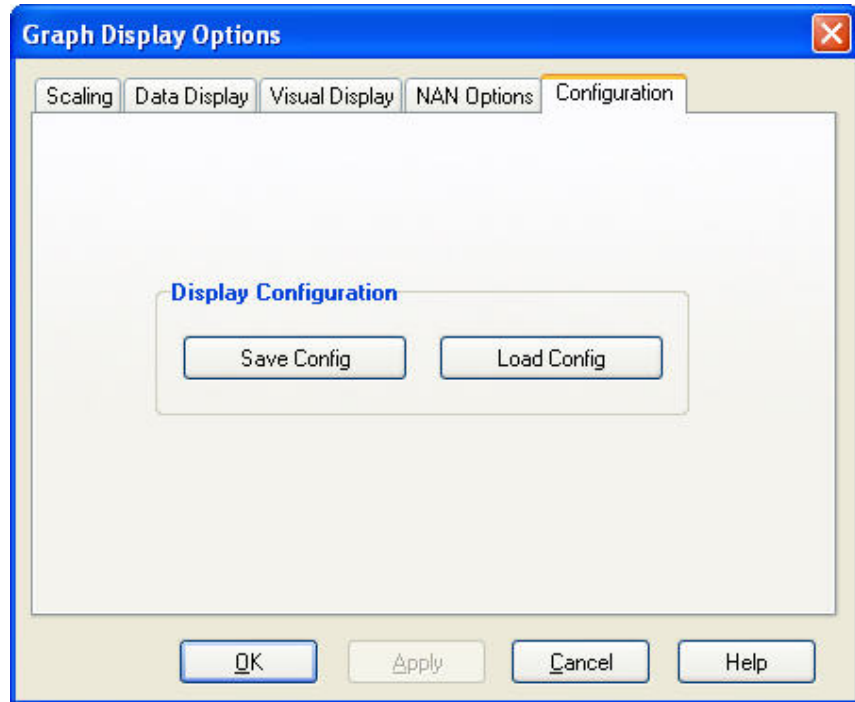 Graph Display Options
Scaling Data Display Visual Display NAN Options Configuration
Display Configuration
Save Config Load Config
OK Apply Cancel Help